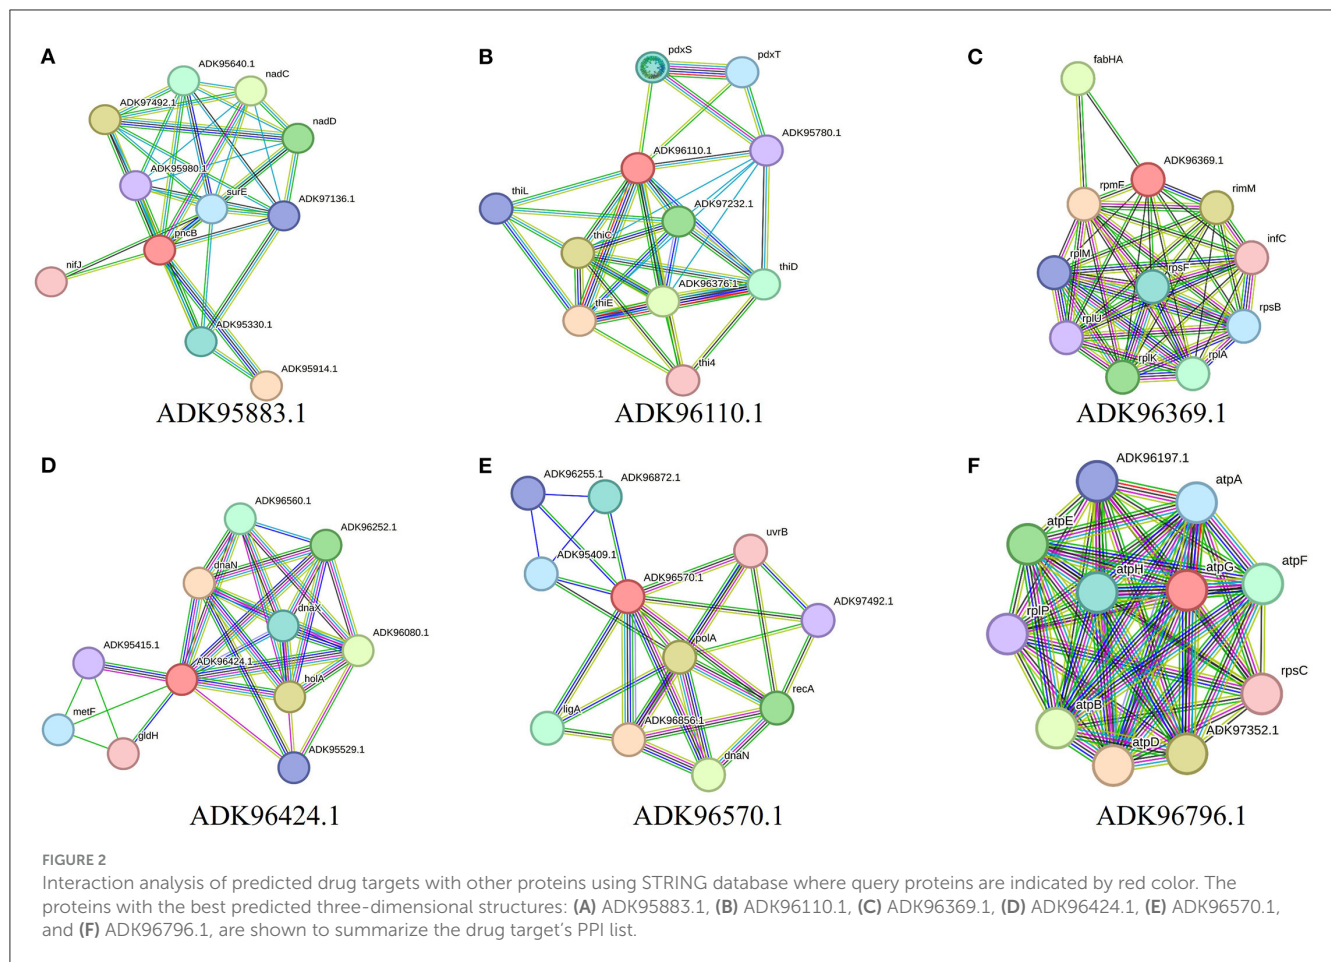 A
ADK95640.1
nadC
ADK97492.1
nadD
ADK95980.1
surE
ADK97136.1
pncB
nifJ
ADK95330.1
ADK95914.1
ADK95883.1
B
pdxS
pdxT
ADK95780.1
ADK96110.1
thiL
ADK97232.1
thiC
thiD
ADK96376.1
thiE
thi4
ADK96110.1
C
fabHA
ADK96369.1
rpmF
rimM
infC
rplM
rpsF
rpsB
rplU
rplK
rplA
ADK96369.1
D
ADK96560.1
ADK96252.1
dnaN
dnaX
ADK96080.1
ADK95415.1
ADK96424.1
holA
metF
gldH
ADK95529.1
ADK96424.1
E
ADK96255.1
ADK96872.1
uvrB
ADK95409.1
ADK96570.1
ADK97492.1
polA
recA
ligA
ADK96856.1
dnaN
ADK96570.1
F
ADK96197.1
atpA
atpE
atpH
atpG
atpF
rplP
rpsC
atpB
ADK97352.1
atpD
ADK96796.1
FIGURE 2
Interaction analysis of predicted drug targets with other proteins using STRING database where query proteins are indicated by red color. The
proteins with the best predicted three-dimensional structures: (A) ADK95883.1, (B) ADK96110.1, (C) ADK96369.1, (D) ADK96424.1, (E) ADK96570.1,
and (F) ADK96796.1, are shown to summarize the drug target's PPI list.